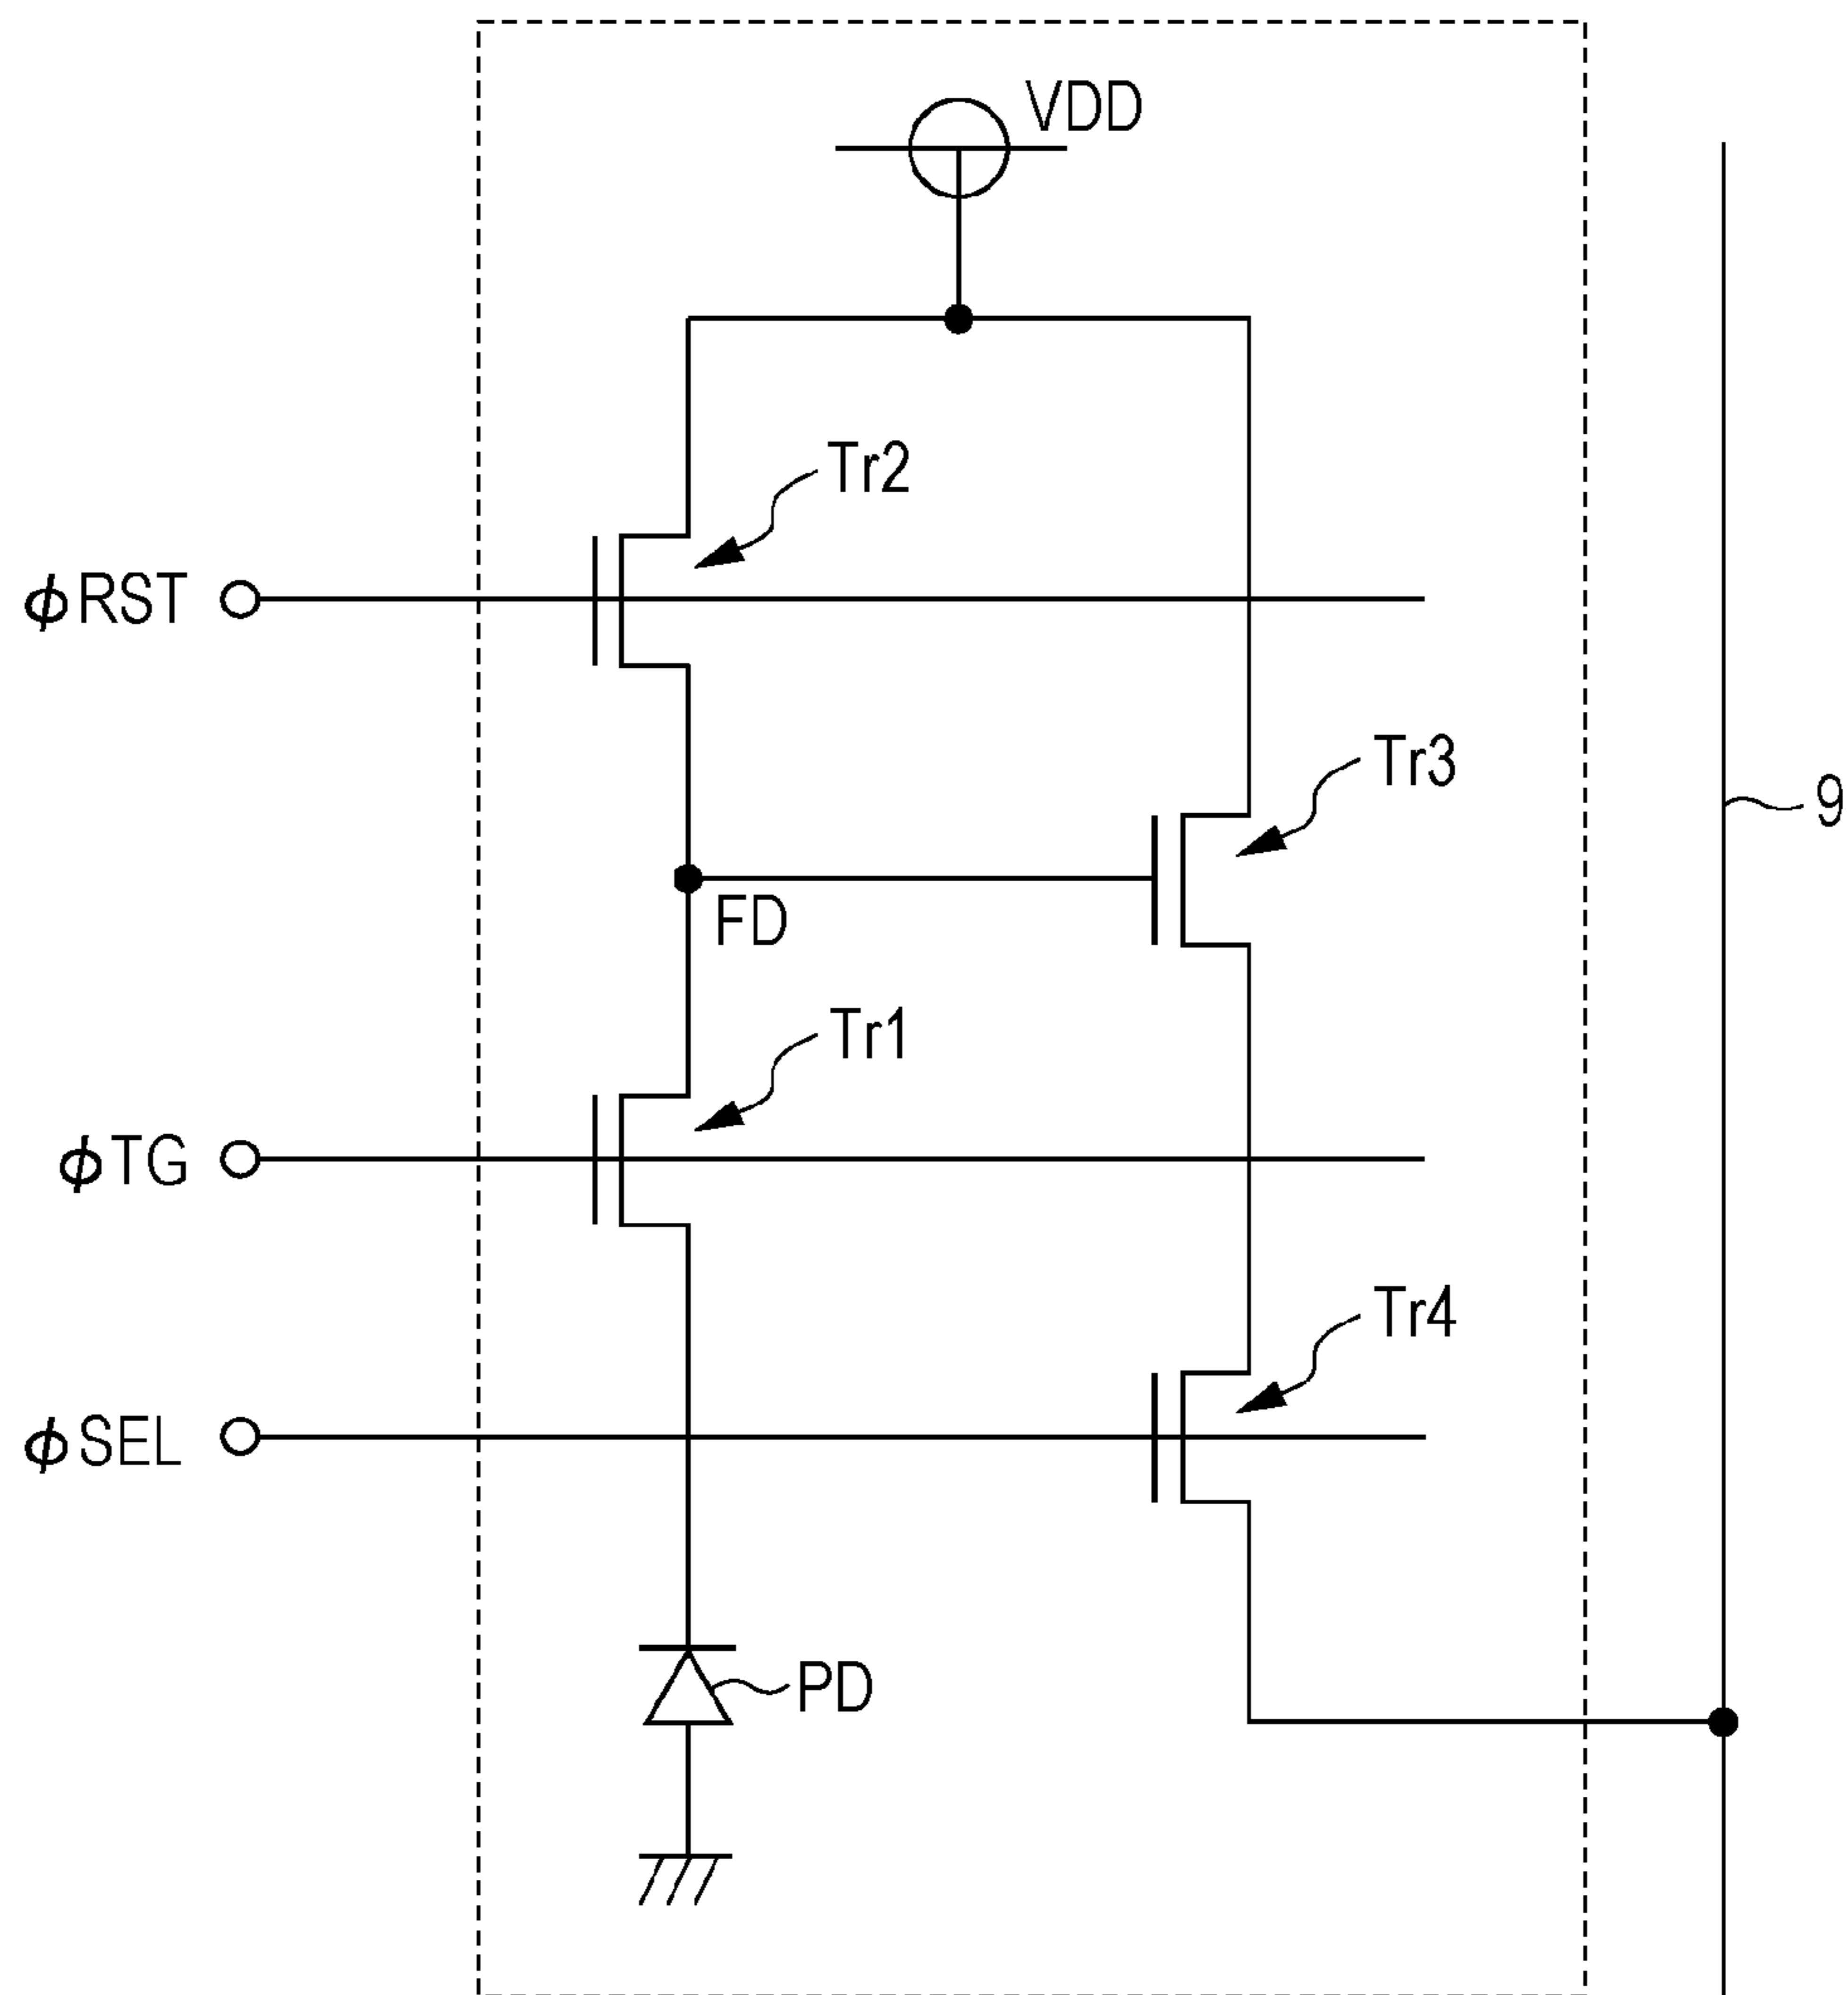 VDD
Tr2
ϕRST
Tr3
9
FD
Tr1
ϕTG
Tr4
ϕSEL
PD